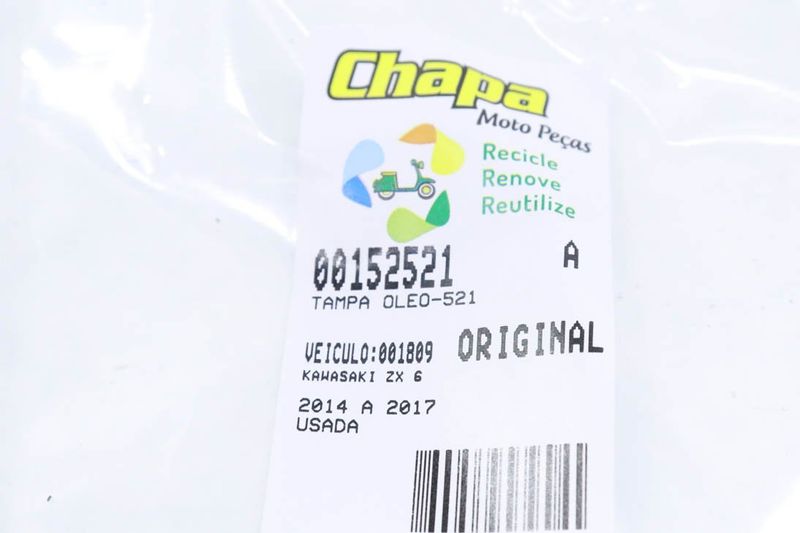 Chapa
Moto Peças
Recicle
Renove
Reutilize
00152521 A
TAMPA OLEO-521
VEICULO:001809 ORIGINAL
KAWASAKI ZX 6
2014 A 2017
USADA